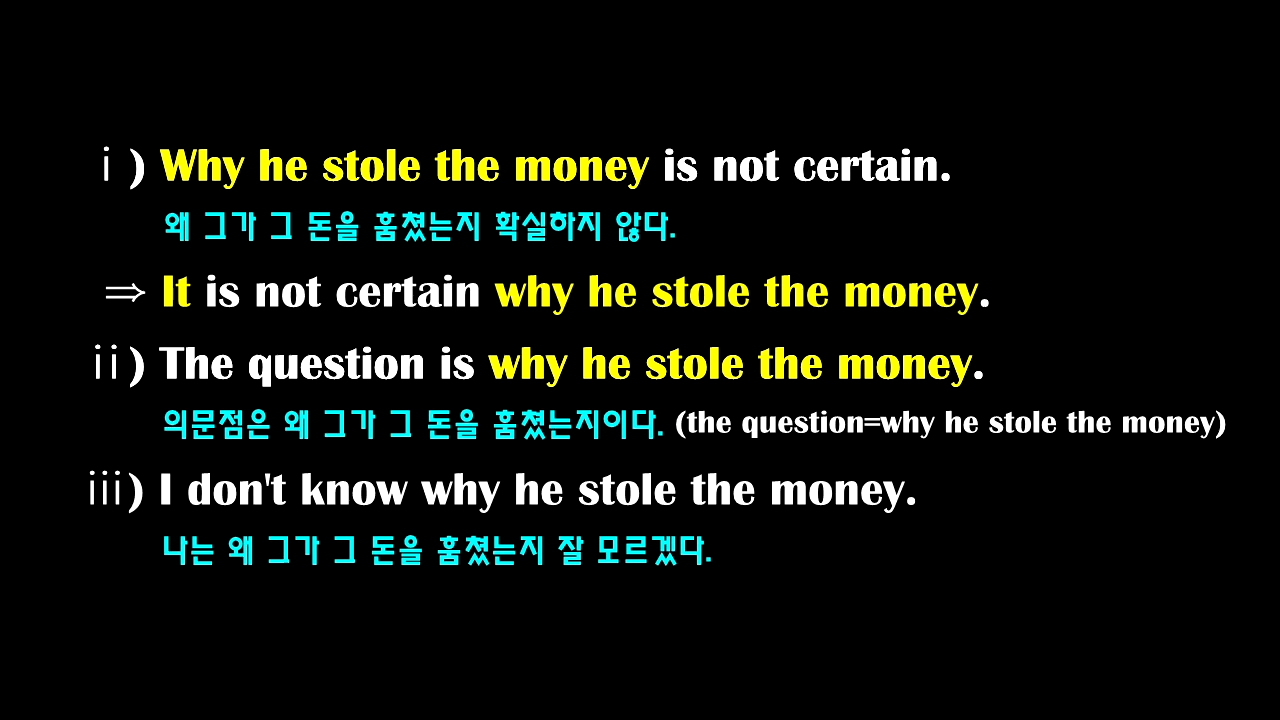 ⅰ) Why he stole the money is not certain.
왜 그가 그 돈을 훔쳤는지 확실하지 않다.
⇒ It is not certain why he stole the money.
ⅱ) The question is why he stole the money.
의문점은 왜 그가 그 돈을 훔쳤는지이다. (the question=why he stole the money)
ⅲ) I don't know why he stole the money.
나는 왜 그가 그 돈을 훔쳤는지 잘 모르겠다.